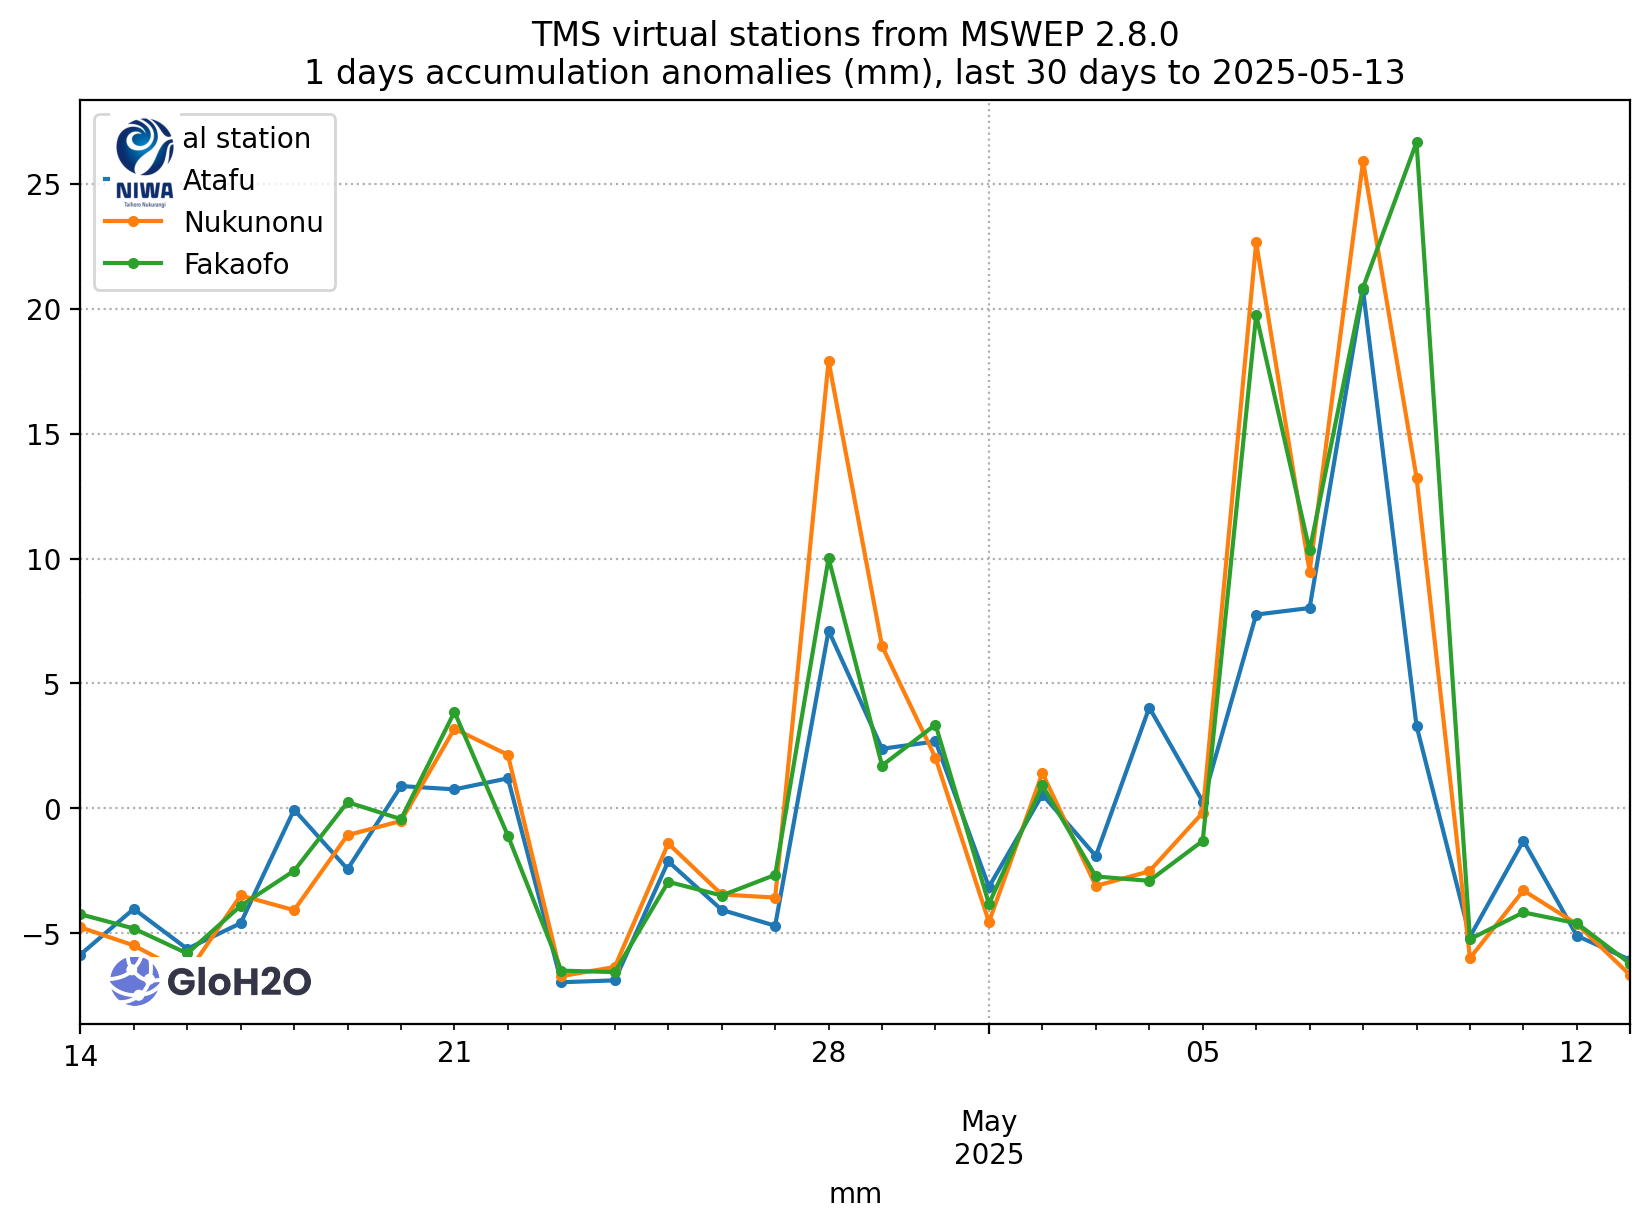 TMS virtual stations from MSWEP 2.8.0
1 days accumulation anomalies (mm), last 30 days to 2025-05-13
al station
Atafu
Nukunonu
Fakaofo
NIWA
Taihoro Nukurangi
25
20
15
10
5
0
−5
GloH2O
14
21
28
05
12
May
2025
mm